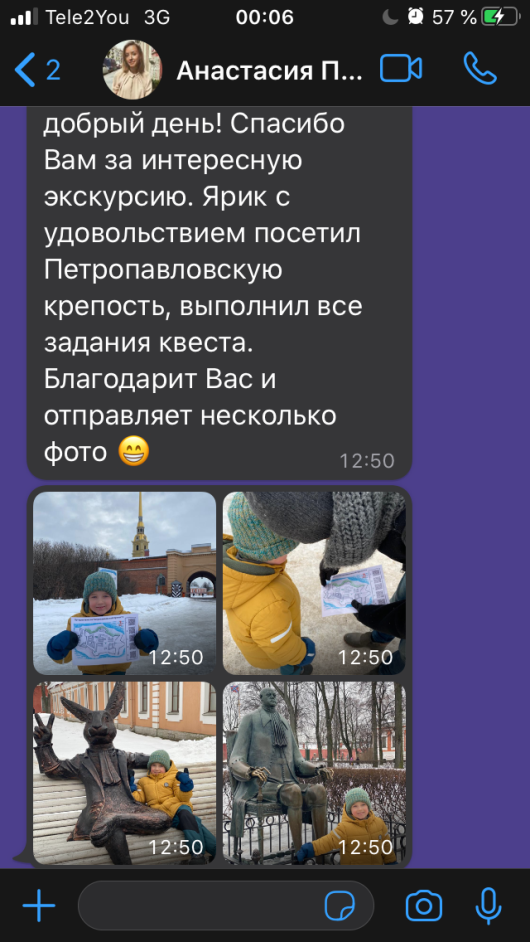 Tele2You 3G 00:06 57 %
2 Анастасия П...
добрый день! Спасибо
Вам за интересную
экскурсию. Ярик с
удовольствием посетил
Петропавловскую
крепость, выполнил все
задания квеста.
Благодарит Вас и
отправляет несколько
фото 😁
12:50
12:50
12:50
12:50
12:50